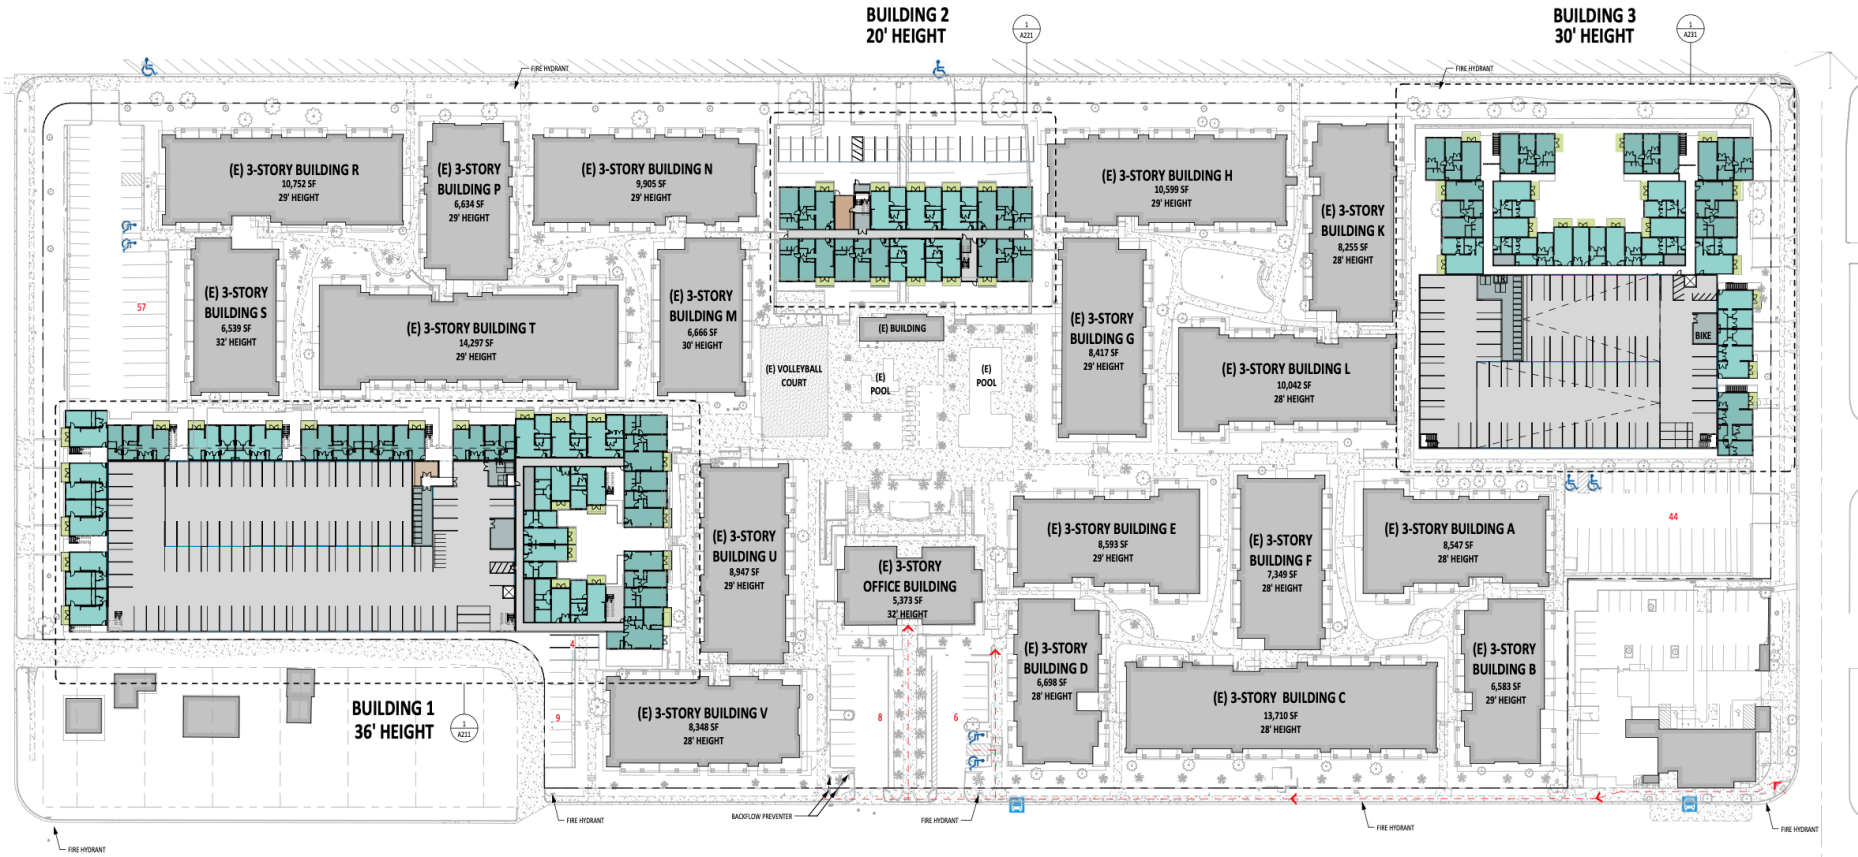 BUILDING 2
20' HEIGHT
1
A221
BUILDING 3
30' HEIGHT
1
A231
FIRE HYDRANT
FIRE HYDRANT
(E) 3-STORY BUILDING R
10,752 SF
29' HEIGHT
(E) 3-STORY
BUILDING P
6,634 SF
29' HEIGHT
(E) 3-STORY BUILDING N
9,905 SF
29' HEIGHT
(E) 3-STORY BUILDING H
10,599 SF
29' HEIGHT
(E) 3-STORY
BUILDING K
8,255 SF
28' HEIGHT
57
(E) 3-STORY
BUILDING S
6,539 SF
32' HEIGHT
(E) 3-STORY BUILDING T
14,297 SF
29' HEIGHT
(E) 3-STORY
BUILDING M
6,666 SF
30' HEIGHT
(E) BUILDING
(E) 3-STORY
BUILDING G
8,417 SF
29' HEIGHT
BIKE
(E) VOLLEYBALL
COURT
(E)
POOL
(E)
POOL
(E) 3-STORY BUILDING L
10,042 SF
28' HEIGHT
(E) 3-STORY
BUILDING U
8,947 SF
29' HEIGHT
(E) 3-STORY
OFFICE BUILDING
5,373 SF
32' HEIGHT
(E) 3-STORY BUILDING E
8,593 SF
29' HEIGHT
(E) 3-STORY
BUILDING F
7,349 SF
28' HEIGHT
(E) 3-STORY BUILDING A
8,547 SF
28' HEIGHT
44
4
(E) 3-STORY
BUILDING D
6,698 SF
28' HEIGHT
(E) 3-STORY
BUILDING B
6,583 SF
29' HEIGHT
BUILDING 1
36' HEIGHT
1
A211
9
(E) 3-STORY BUILDING V
8,348 SF
28' HEIGHT
8
6
(E) 3-STORY BUILDING C
13,710 SF
28' HEIGHT
FIRE HYDRANT
FIRE HYDRANT
BACKFLOW PREVENTER
FIRE HYDRANT
FIRE HYDRANT
FIRE HYDRANT